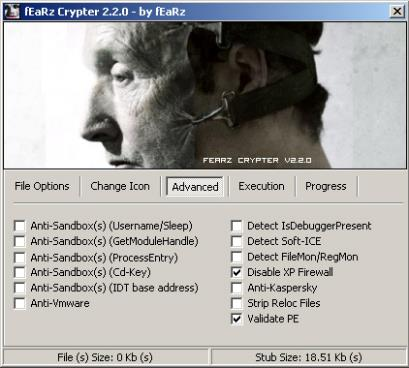 fEaRz Crypter 2.2.0 - by fEaRz
FEARZ CRYPTER V2.2.0
File Options Change Icon Advanced Execution Progress
Anti-Sandbox(s) (Username/Sleep) Detect IsDebuggerPresent
Anti-Sandbox(s) (GetModuleHandle) Detect Soft-ICE
Anti-Sandbox(s) (ProcessEntry) Detect FileMon/RegMon
Anti-Sandbox(s) (Cd-Key) Disable XP Firewall
Anti-Sandbox(s) (IDT base address) Anti-Kaspersky
Anti-Vmware Strip Reloc Files
Validate PE
File (s) Size: 0 Kb (s) Stub Size: 18.51 Kb (s)